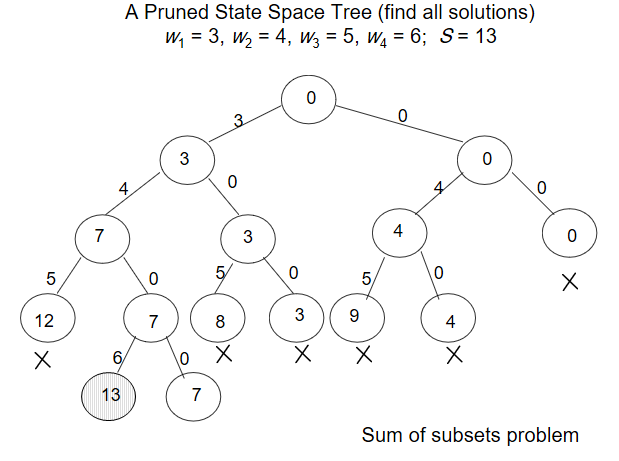 A Pruned State Space Tree (find all solutions)
w₁ = 3, w₂ = 4, w₃ = 5, w₄ = 6; S = 13
0
3 0
3 0
4 0 4 0
7 3 4 0
5 0 5 0 5 0 X
12 7 8 3 9 4
X 6 0 X X X X
13 7
Sum of subsets problem